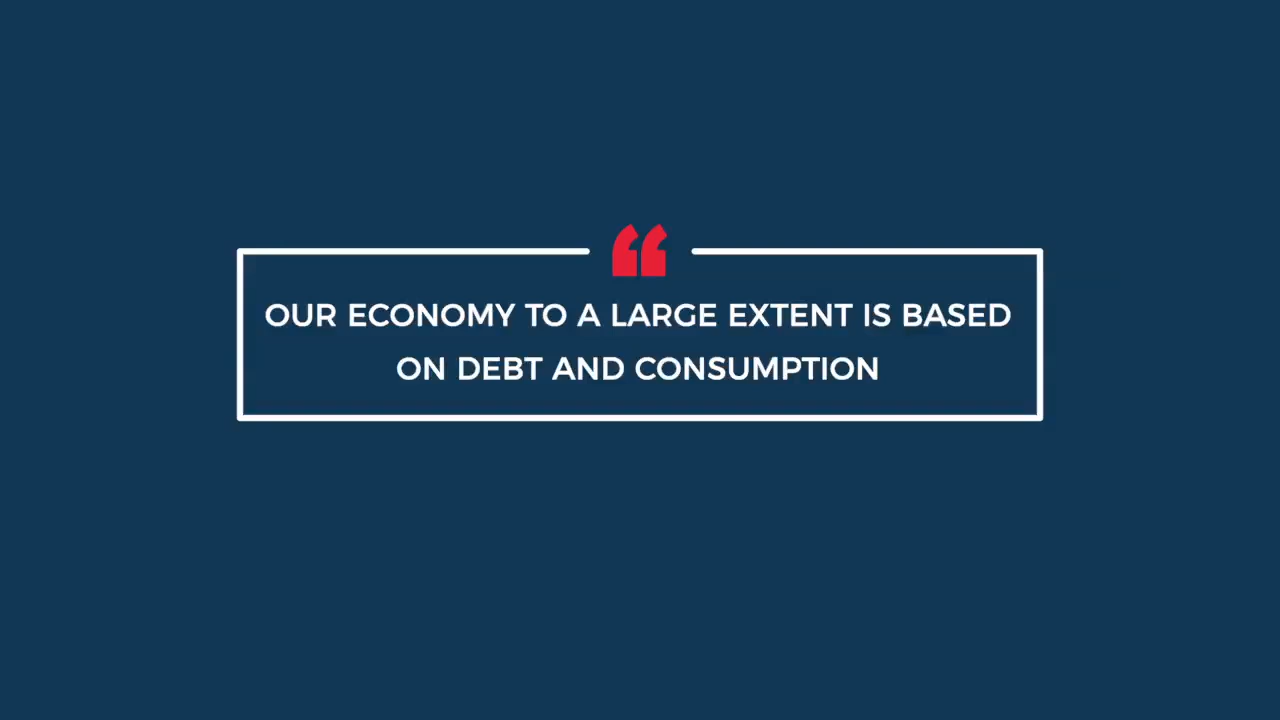 OUR ECONOMY TO A LARGE EXTENT IS BASED
ON DEBT AND CONSUMPTION